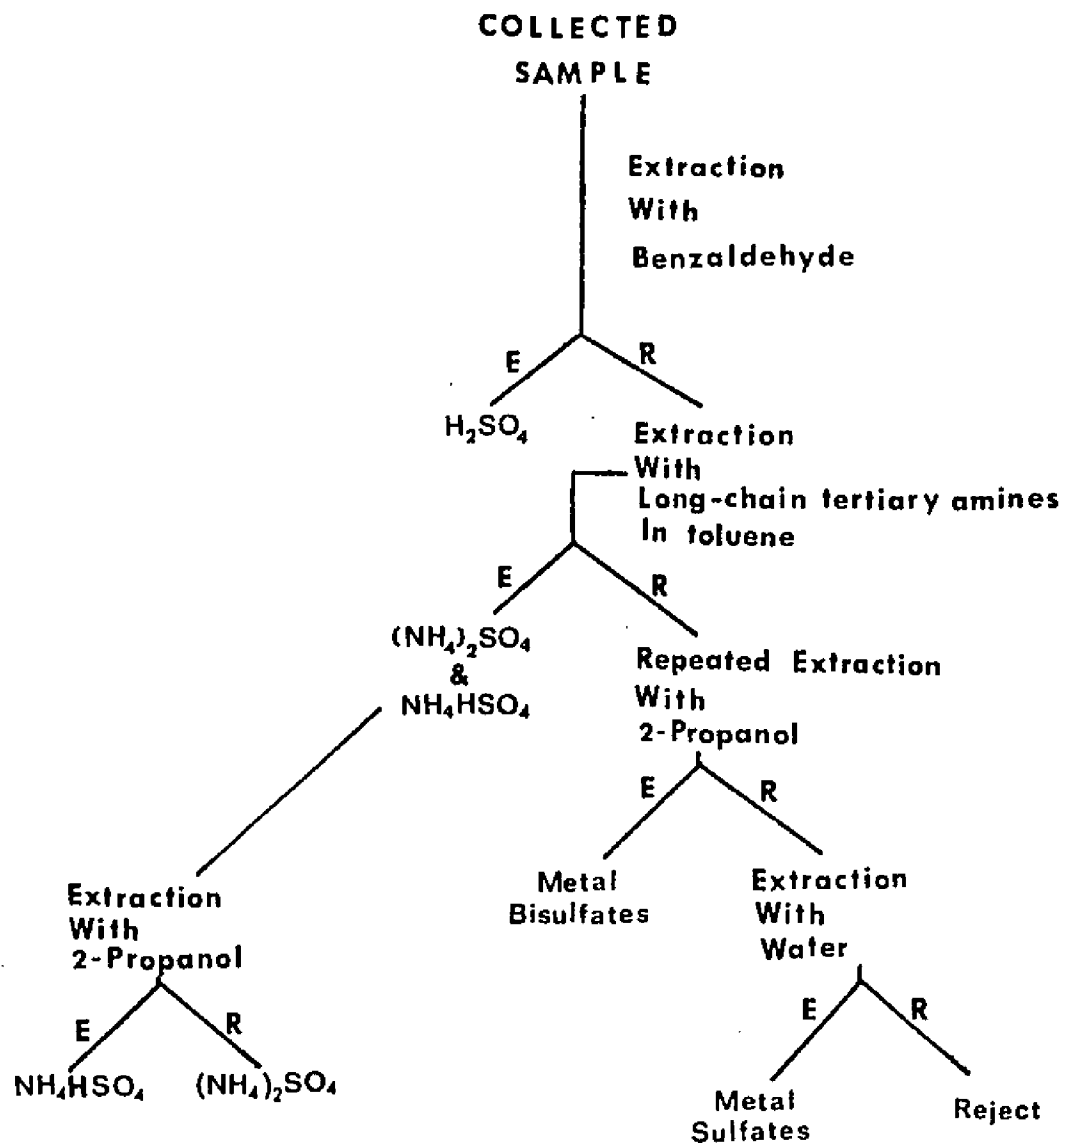 COLLECTED
SAMPLE
Extraction
With
Benzaldehyde
E
R
H₂SO₄
Extraction
With
Long-chain tertiary amines
In toluene
E
R
(NH₄)₂SO₄
&
NH₄HSO₄
Repeated Extraction
With
2-Propanol
E
R
Metal
Bisulfates
Extraction
With
Water
Extraction
With
2-Propanol
E
R
NH₄HSO₄
(NH₄)₂SO₄
E
R
Metal
Sulfates
Reject